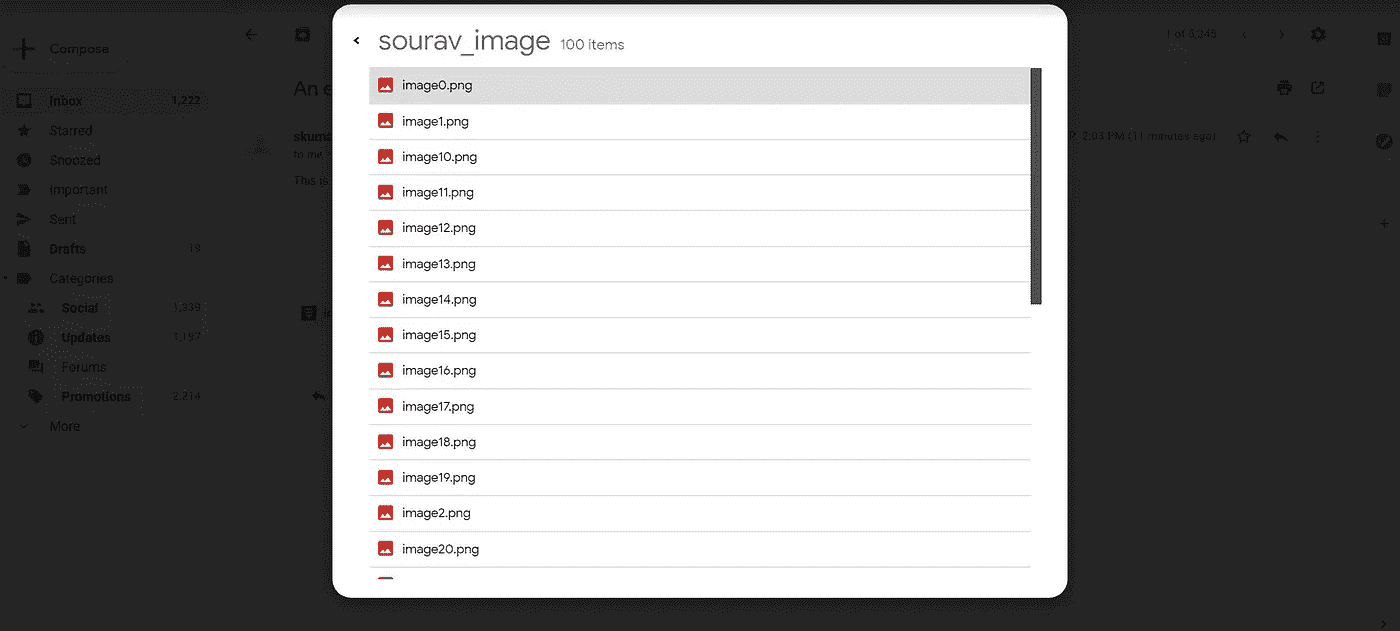 sourav_image 100 items
image0.png
image1.png
image10.png
image11.png
image12.png
image13.png
image14.png
image15.png
image16.png
image17.png
image18.png
image19.png
image2.png
image20.png
Compose
Inbox 1,222
Starred
Snoozed
Important
Sent
Drafts
Categories
Social 1,339
Updates 1,197
Forums
Promotions 2,214
More
An e
skuma
to me
This is
1 of 5,245
2:03 PM (11 minutes ago)